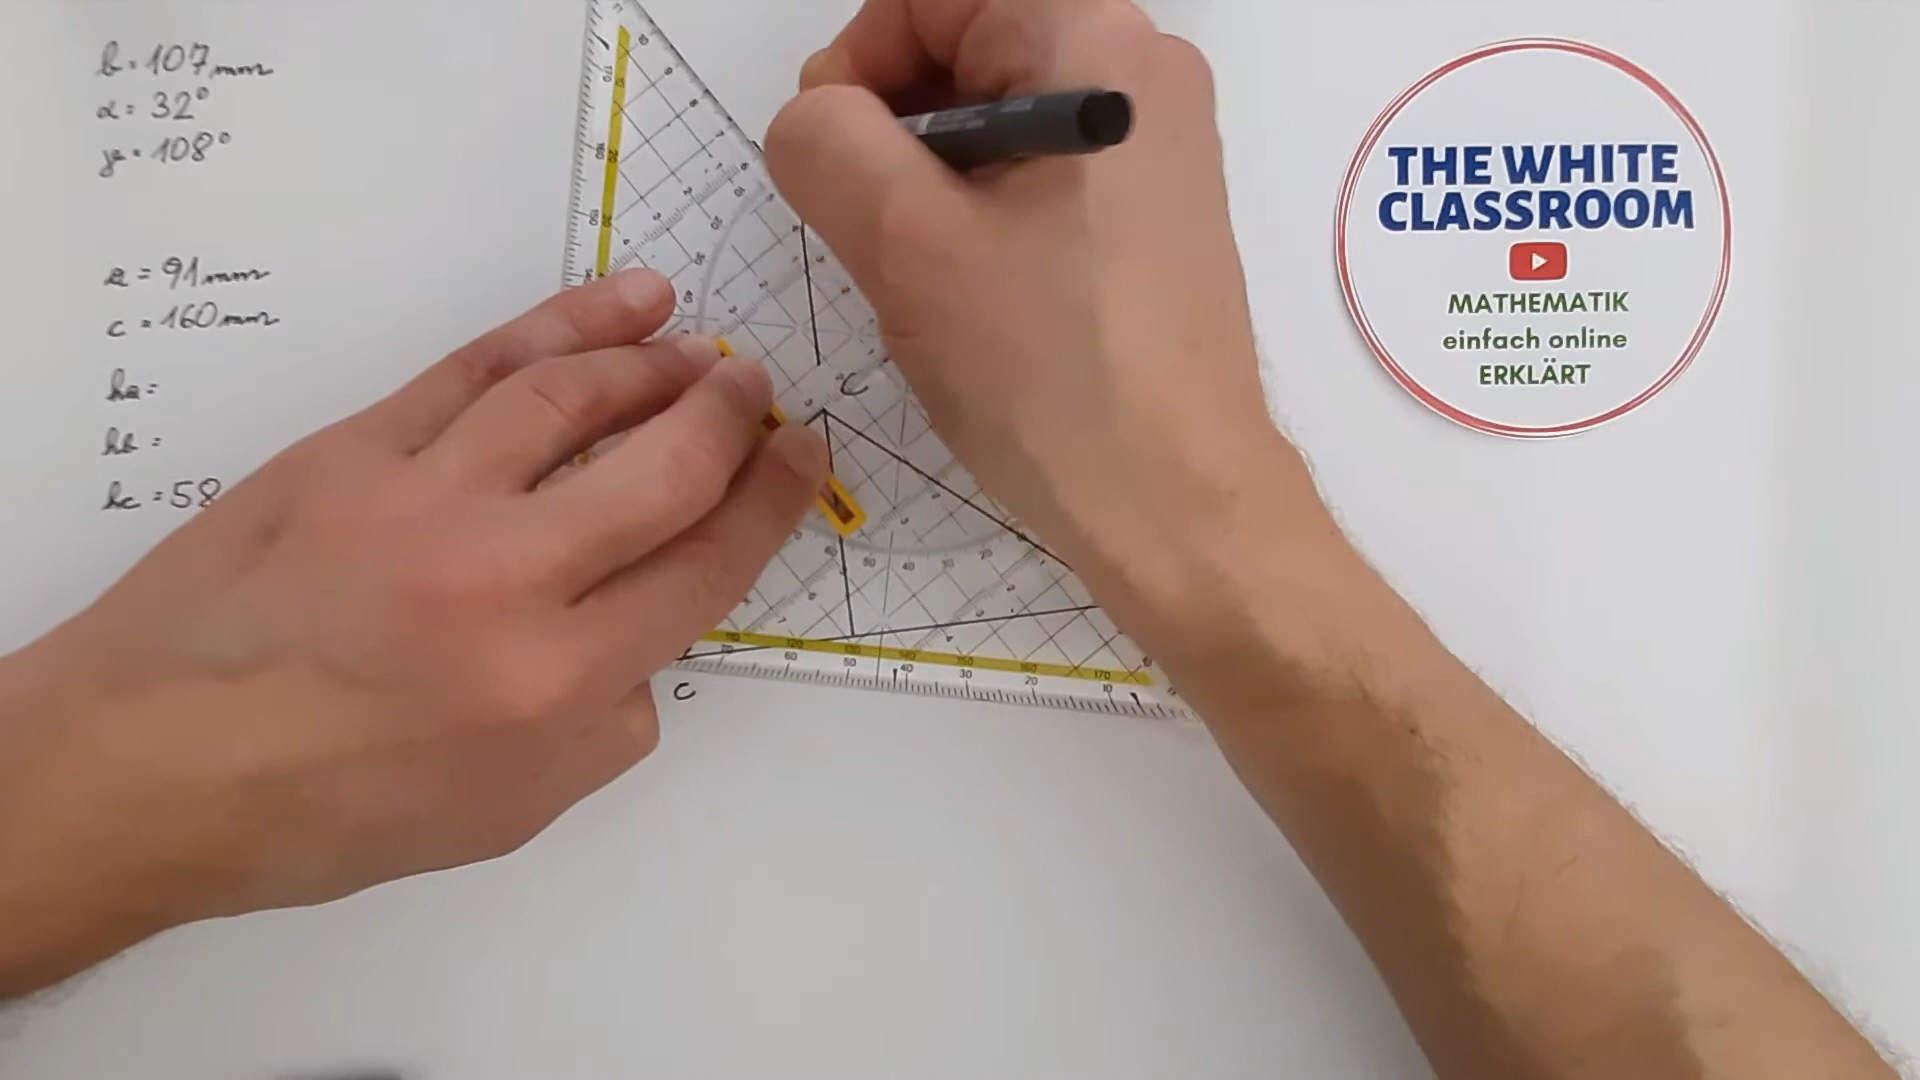 b = 107 mm
α = 32°
γ = 108°
a = 91 mm
c = 160 mm
ha =
hb =
hc = 58
C
c
THE WHITE
CLASSROOM
MATHEMATIK
einfach online
ERKLÄRT